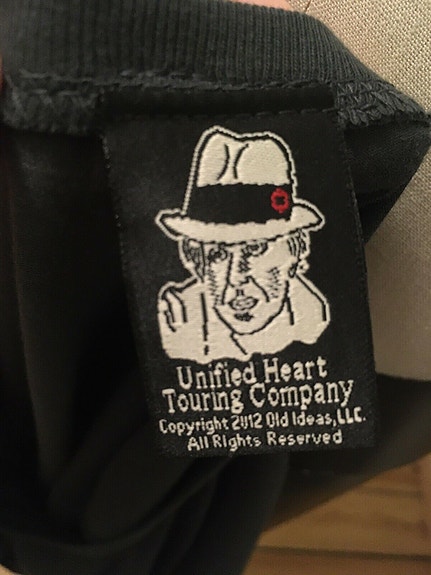 Unified Heart
Touring Company
Copyright 2012 Old Ideas, LLC.
All Rights Reserved